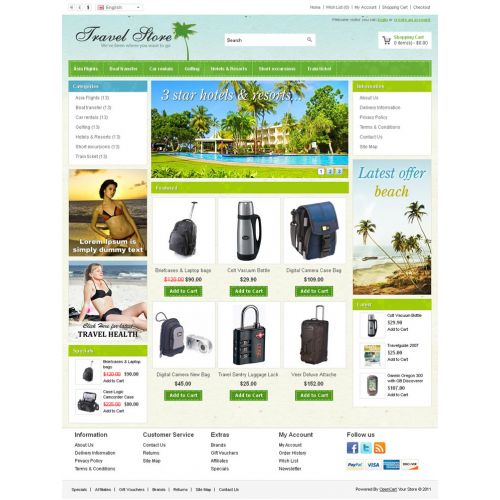 € £ $
English
Home | Wish List (0) | My Account | Shopping Cart | Checkout
Welcome visitor you can login or create an account.
Travel Store
We've been where you want to go
Search
Shopping Cart
0 item(s) - $0.00
Asia flights
Boat transfer
Car rentals
Golfing
Hotels & Resorts
Short excursions
Train ticket
Categories
Asia flights (13)
Boat transfer (13)
Car rentals (13)
Golfing (13)
Hotels & Resorts (13)
Short excursions (13)
Train ticket (13)
Lorem Ipsum is
simply dummy text
Click Here for latest
TRAVEL HEALTH
Specials
Briefcases & Laptop
bags
$120.00 $90.00
Add to Cart
Case Logic
Camcorder Case
$225.00 $80.00
Add to Cart
3 star hotels & resorts...
1 2 3
Featured
Briefcases & Laptop bags
$120.00 $90.00
Add to Cart
Colt Vacuum Bottle
$29.90
Add to Cart
Digital Camera Case Bag
$109.00
Add to Cart
Digital Camera New Bag
$45.00
Add to Cart
Travel Sentry Luggage Lock
$25.00
Add to Cart
Veer Deluxe Attache
$152.00
Add to Cart
Information
About Us
Delivery Information
Privacy Policy
Terms & Conditions
Contact Us
Site Map
Latest offer
beach
Latest
Colt Vacuum Bottle
$29.90
Add to Cart
Travelguide 2007
$25.00
Add to Cart
Garmin Oregon 300
with Gift Discoverer
$187.00
Add to Cart
Information
About Us
Delivery Information
Privacy Policy
Terms & Conditions
Customer Service
Contact Us
Returns
Site Map
Extras
Brands
Gift Vouchers
Affiliates
Specials
My Account
My Account
Order History
Wish List
Newsletter
Follow us
PayPal VISA DISCOVER
Specials | Affiliates | Gift Vouchers | Brands | Returns | Site Map | Contact Us
Powered By OpenCart Your Store © 2011